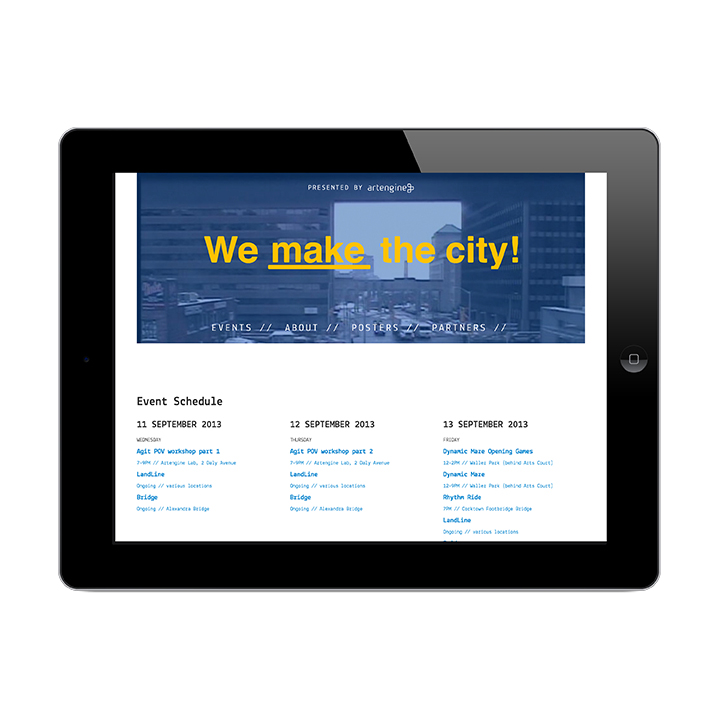 PRESENTED BY artengine
We make the city!
EVENTS // ABOUT // POSTERS // PARTNERS //
Event Schedule
11 SEPTEMBER 2013
WEDNESDAY
Agit POV workshop part 1
7-9PM // Artengine Lab, 2 Daly Avenue
LandLine
Ongoing // various locations
Bridge
Ongoing // Alexandra Bridge
12 SEPTEMBER 2013
THURSDAY
Agit POV workshop part 2
7-9PM // Artengine Lab, 2 Daly Avenue
LandLine
Ongoing // various locations
Bridge
Ongoing // Alexandra Bridge
13 SEPTEMBER 2013
FRIDAY
Dynamic Maze Opening Games
12-2PM // Waller Park (behind Arts Court)
Dynamic Maze
12-9PM // Waller Park (behind Arts Court)
Rhythm Ride
7PM // Corktown Footbridge Bridge
LandLine
Ongoing // various locations